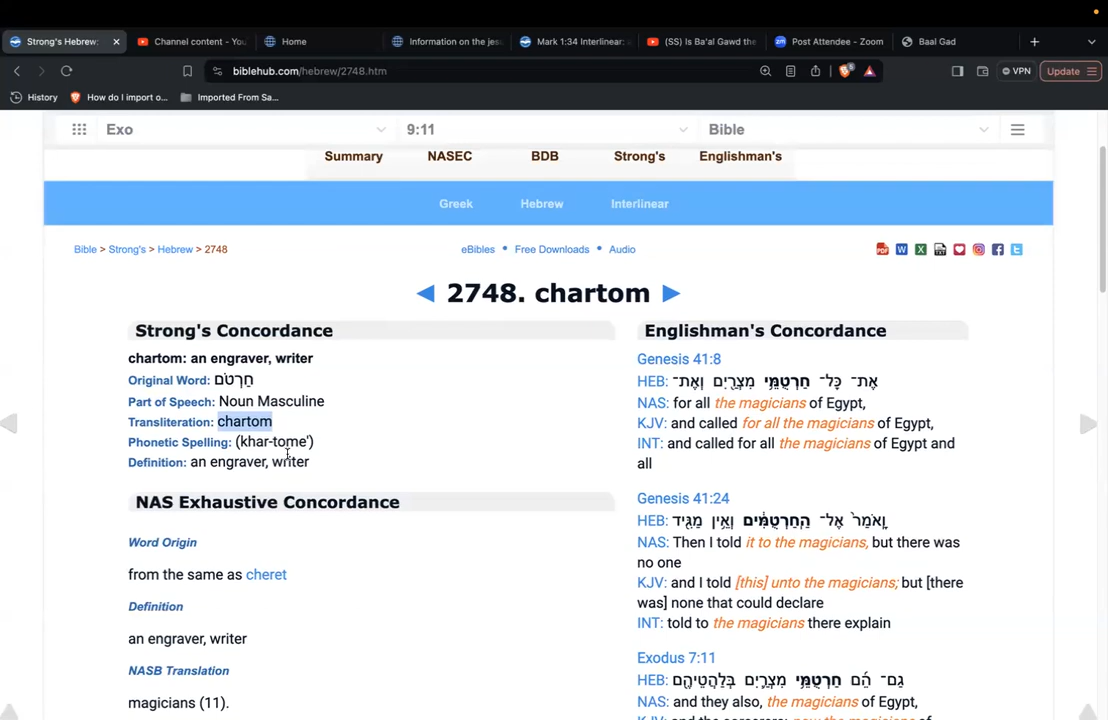 Strong's Hebrew:
Channel content - You
Home
Information on the jes
Mark 1:34 Interlinear:
(SS) Is Ba'al Gawd the
Post Attendee - Zoom
Baal Gad
biblehub.com/hebrew/2748.htm
VPN
Update
History
How do I import o...
Imported From Sa...
Exo
9:11
Bible
Summary
NASEC
BDB
Strong's
Englishman's
Greek
Hebrew
Interlinear
Bible > Strong's > Hebrew > 2748
eBibles • Free Downloads • Audio
2748. chartom
Strong's Concordance
chartom: an engraver, writer
Original Word: חַרְטֹם
Part of Speech: Noun Masculine
Transliteration: chartom
Phonetic Spelling: (khar-tome')
Definition: an engraver, writer
NAS Exhaustive Concordance
Word Origin
from the same as cheret
Definition
an engraver, writer
NASB Translation
magicians (11).
Englishman's Concordance
Genesis 41:8
HEB: אֶת־ כָּל־ חַרְטֻמֵּ֥י מִצְרַ֖יִם וְאֶת־
NAS: for all the magicians of Egypt,
KJV: and called for all the magicians of Egypt,
INT: and called for all the magicians of Egypt and
all
Genesis 41:24
HEB: וָֽאֹמַר֙ אֶל־ הַֽחַרְטֻמִּ֔ים וְאֵ֥ין מַגִּ֖יד
NAS: Then I told it to the magicians, but there was
no one
KJV: and I told [this] unto the magicians; but [there
was] none that could declare
INT: told to the magicians there explain
Exodus 7:11
HEB: גַם־ הֵ֜ם חַרְטֻמֵּ֥י מִצְרַ֛יִם בְּלַהֲטֵיהֶ֖ם
NAS: and they also, the magicians of Egypt,